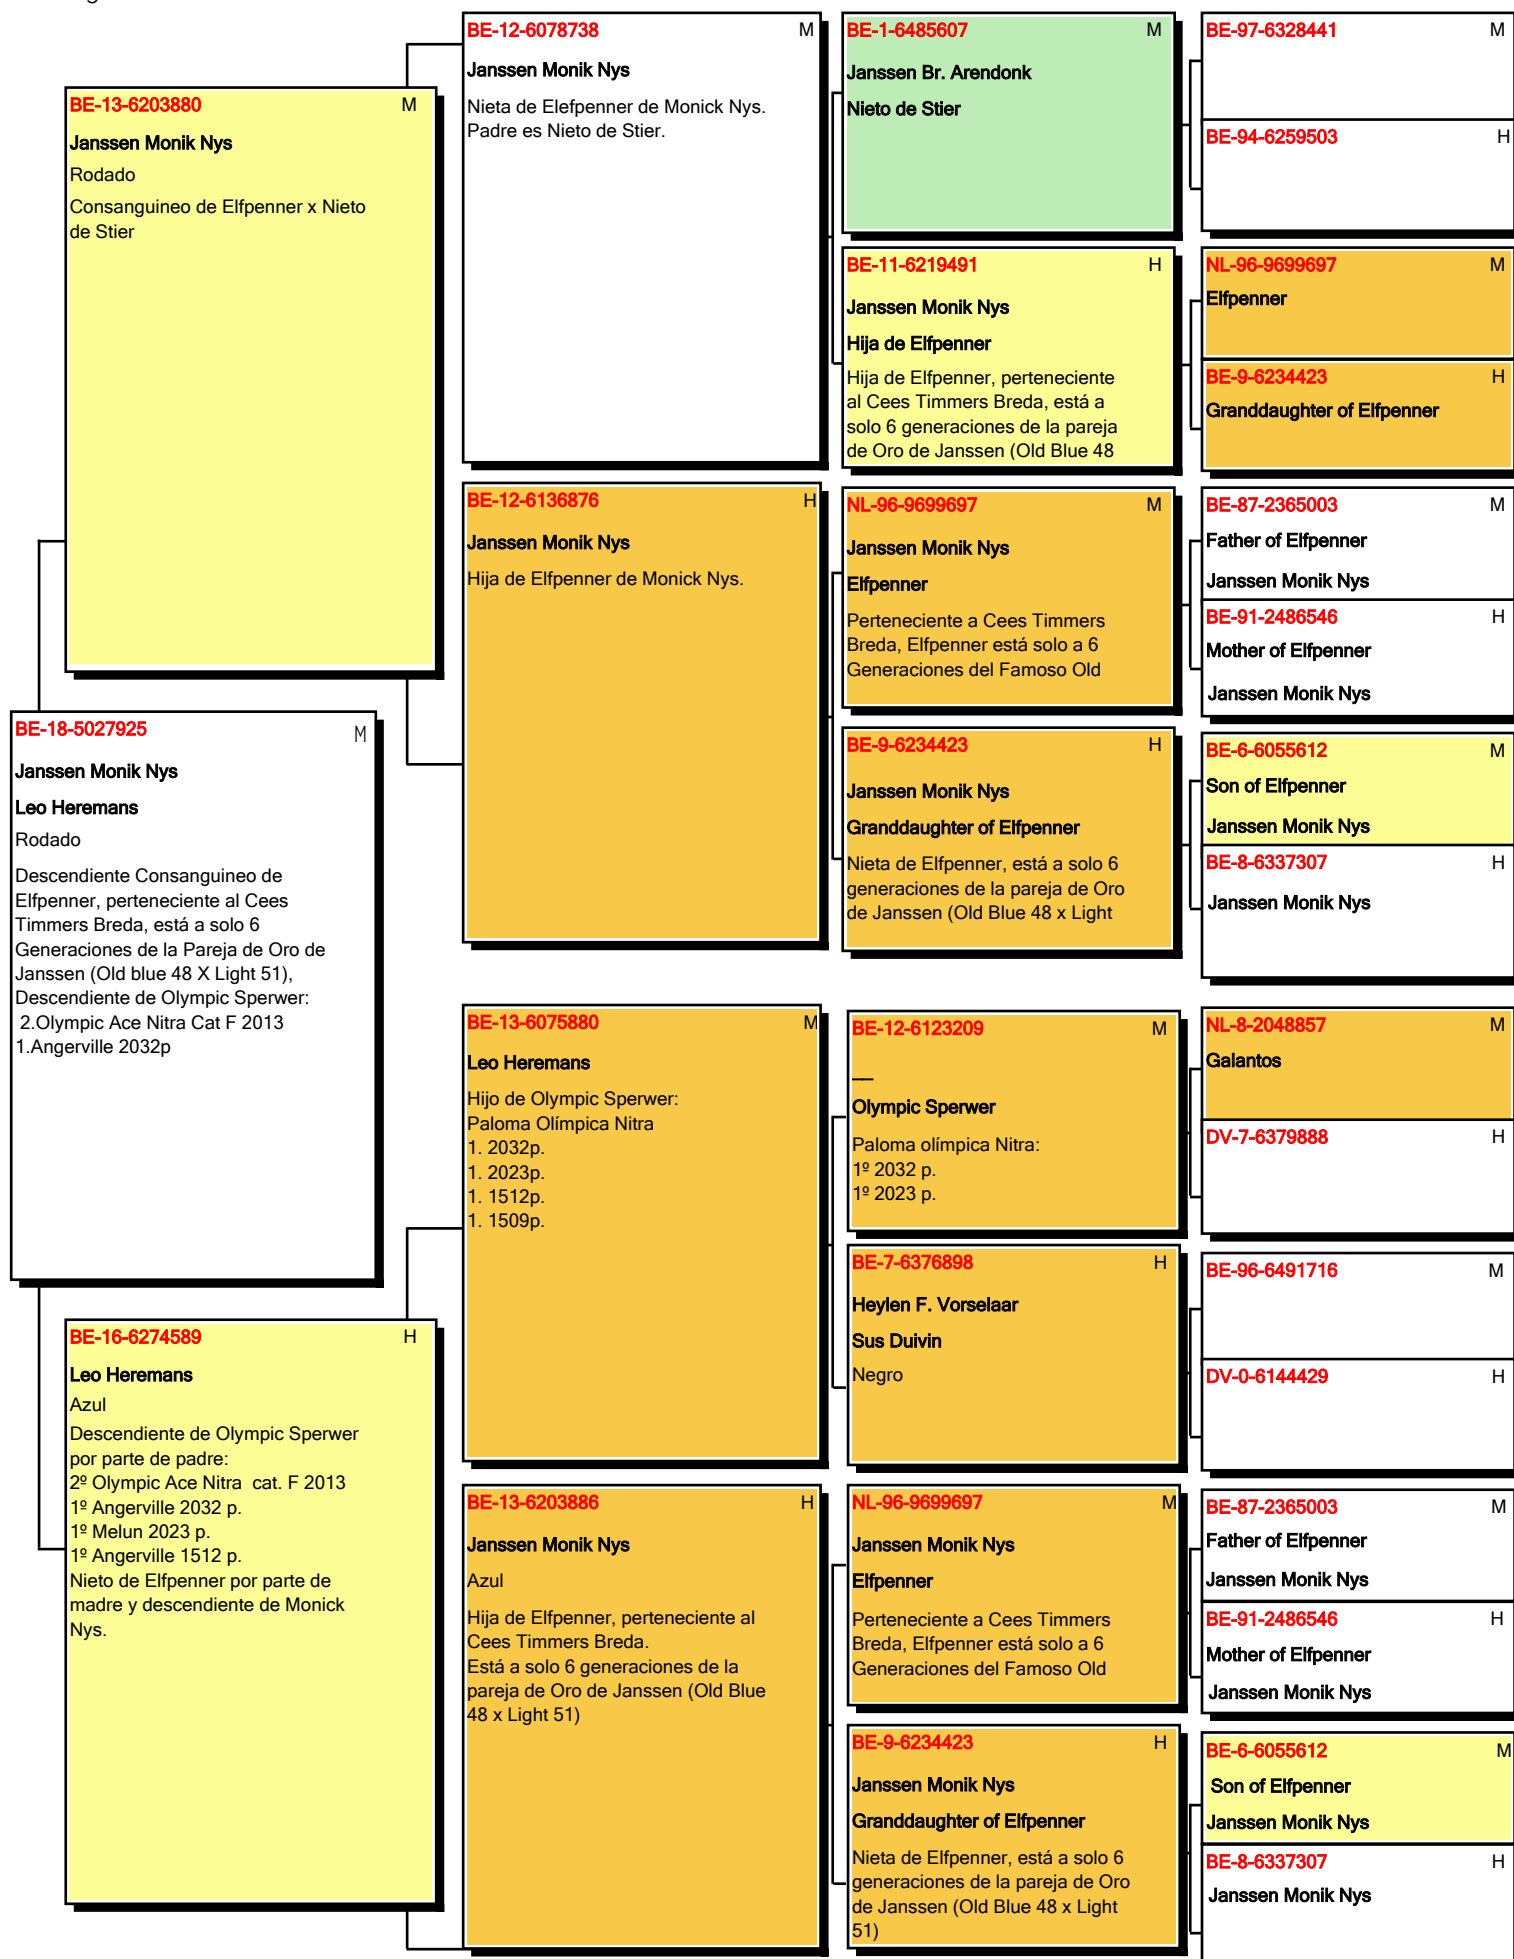 BE-18-5027925 M
Janssen Monik Nys
Leo Heremans
Rodado
Descendiente Consanguineo de
Elfpenner, perteneciente al Cees
Timmers Breda, está a solo 6
Generaciones de la Pareja de Oro de
Janssen (Old blue 48 X Light 51),
Descendiente de Olympic Sperwer:
2.Olympic Ace Nitra Cat F 2013
1.Angerville 2032p
BE-13-6203880 M
Janssen Monik Nys
Rodado
Consanguineo de Elfpenner x Nieto
de Stier
BE-16-6274589 H
Leo Heremans
Azul
Descendiente de Olympic Sperwer
por parte de padre:
2º Olympic Ace Nitra cat. F 2013
1º Angerville 2032 p.
1º Melun 2023 p.
1º Angerville 1512 p.
Nieto de Elfpenner por parte de
madre y descendiente de Monick
Nys.
BE-12-6078738 M
Janssen Monik Nys
Nieta de Elefpenner de Monick Nys.
Padre es Nieto de Stier.
BE-12-6136876 H
Janssen Monik Nys
Hija de Elfpenner de Monick Nys.
BE-13-6075880 M
Leo Heremans
Hijo de Olympic Sperwer:
Paloma Olímpica Nitra
1. 2032p.
1. 2023p.
1. 1512p.
1. 1509p.
BE-13-6203886 H
Janssen Monik Nys
Azul
Hija de Elfpenner, perteneciente al
Cees Timmers Breda.
Está a solo 6 generaciones de la
pareja de Oro de Janssen (Old Blue
48 x Light 51)
BE-1-6485607 M
Janssen Br. Arendonk
Nieto de Stier
BE-11-6219491 H
Janssen Monik Nys
Hija de Elfpenner
Hija de Elfpenner, perteneciente
al Cees Timmers Breda, está a
solo 6 generaciones de la pareja
de Oro de Janssen (Old Blue 48
NL-96-9699697 M
Janssen Monik Nys
Elfpenner
Perteneciente a Cees Timmers
Breda, Elfpenner está solo a 6
Generaciones del Famoso Old
BE-9-6234423 H
Janssen Monik Nys
Granddaughter of Elfpenner
Nieta de Elfpenner, está a solo 6
generaciones de la pareja de Oro
de Janssen (Old Blue 48 x Light
BE-12-6123209 M
__
Olympic Sperwer
Paloma olímpica Nitra:
1º 2032 p.
1º 2023 p.
BE-7-6376898 H
Heylen F. Vorselaar
Sus Duivin
Negro
NL-96-9699697 M
Janssen Monik Nys
Elfpenner
Perteneciente a Cees Timmers
Breda, Elfpenner está solo a 6
Generaciones del Famoso Old
BE-9-6234423 H
Janssen Monik Nys
Granddaughter of Elfpenner
Nieta de Elfpenner, está a solo 6
generaciones de la pareja de Oro
de Janssen (Old Blue 48 x Light
51)
BE-97-6328441 M
BE-94-6259503 H
NL-96-9699697 M
Elfpenner
BE-9-6234423 H
Granddaughter of Elfpenner
BE-87-2365003 M
Father of Elfpenner
Janssen Monik Nys
BE-91-2486546 H
Mother of Elfpenner
Janssen Monik Nys
BE-6-6055612 M
Son of Elfpenner
Janssen Monik Nys
BE-8-6337307 H
Janssen Monik Nys
NL-8-2048857 M
Galantos
DV-7-6379888 H
BE-96-6491716 M
DV-0-6144429 H
BE-87-2365003 M
Father of Elfpenner
Janssen Monik Nys
BE-91-2486546 H
Mother of Elfpenner
Janssen Monik Nys
BE-6-6055612 M
Son of Elfpenner
Janssen Monik Nys
BE-8-6337307 H
Janssen Monik Nys